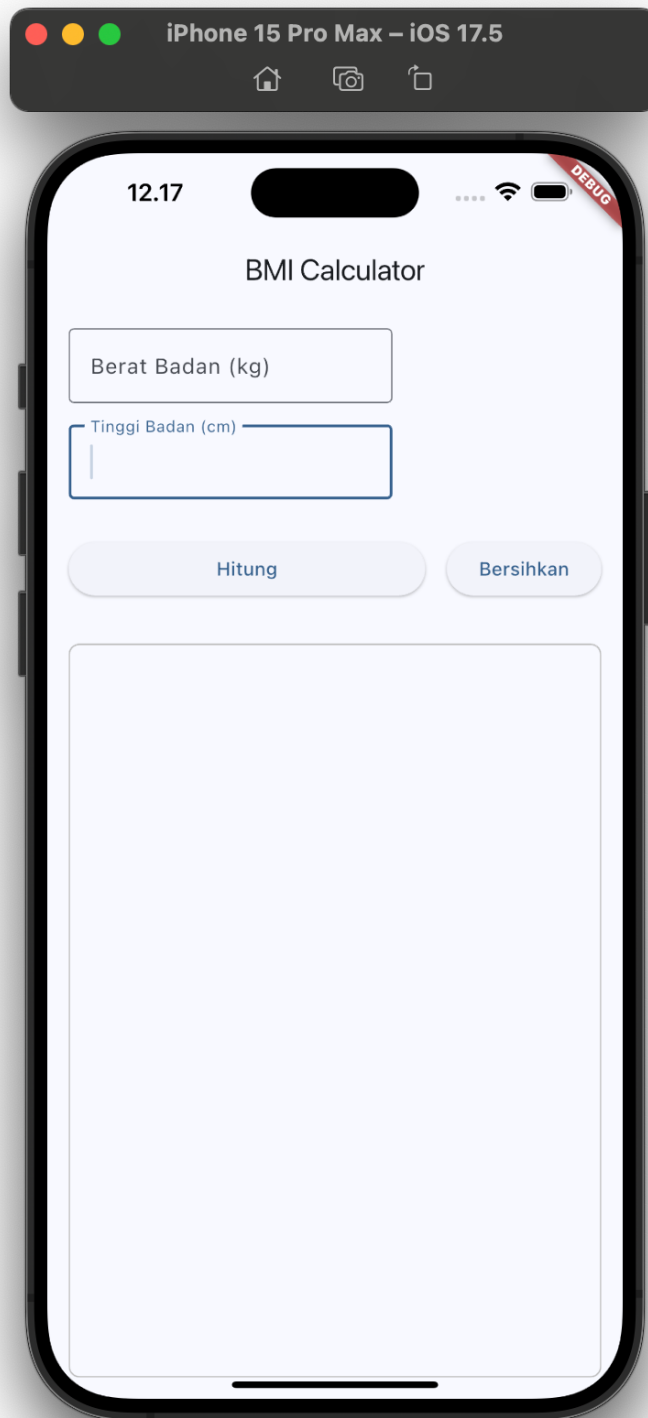 iPhone 15 Pro Max – iOS 17.5
12.17
DEBUG
BMI Calculator
Berat Badan (kg)
Tinggi Badan (cm)
Hitung
Bersihkan